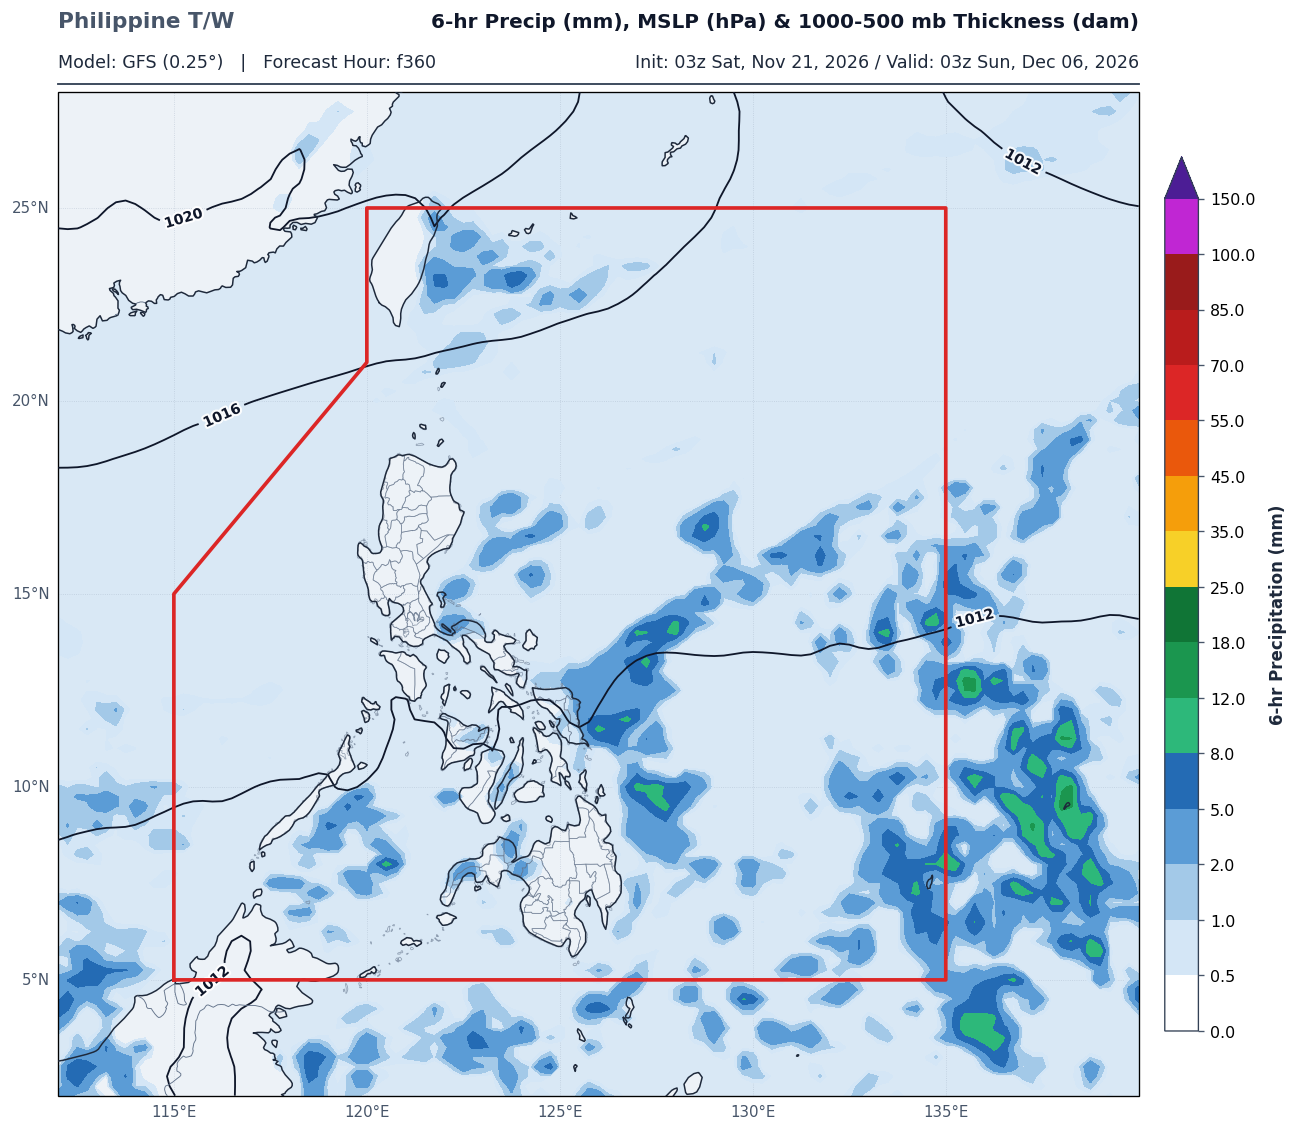 Philippine T/W
6-hr Precip (mm), MSLP (hPa) & 1000-500 mb Thickness (dam)
Model: GFS (0.25°) | Forecast Hour: f360
Init: 03z Sat, Nov 21, 2026 / Valid: 03z Sun, Dec 06, 2026
1012
1020
1016
1012
1012
25°N
20°N
15°N
10°N
5°N
115°E
120°E
125°E
130°E
135°E
150.0
100.0
85.0
70.0
55.0
45.0
35.0
25.0
18.0
12.0
8.0
5.0
2.0
1.0
0.5
0.0
6-hr Precipitation (mm)